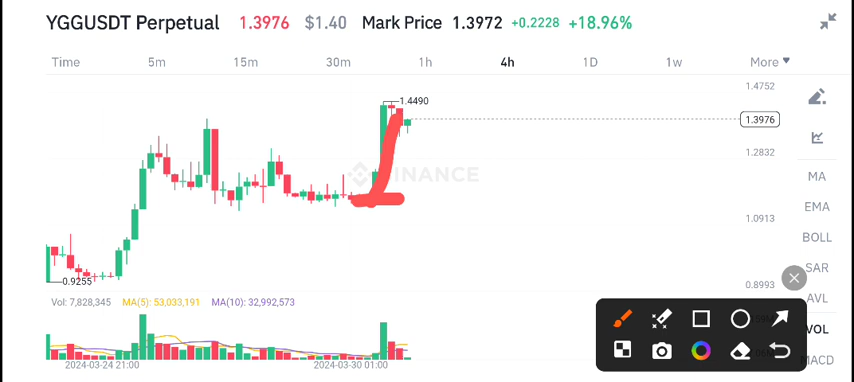 YGGUSDT Perpetual 1.3976 $1.40 Mark Price 1.3972 +0.2228 +18.96%
Time 5m 15m 30m 1h 4h 1D 1w More
1.4752
1.4490
1.3976
1.2832
BINANCE
MA
EMA
1.0913
BOLL
SAR
0.9255
0.8993
AVL
Vol: 7,828,345 MA(5): 53,033,191 MA(10): 32,992,573
VOL
MACD
2024-03-24 21:00 2024-03-30 01:00